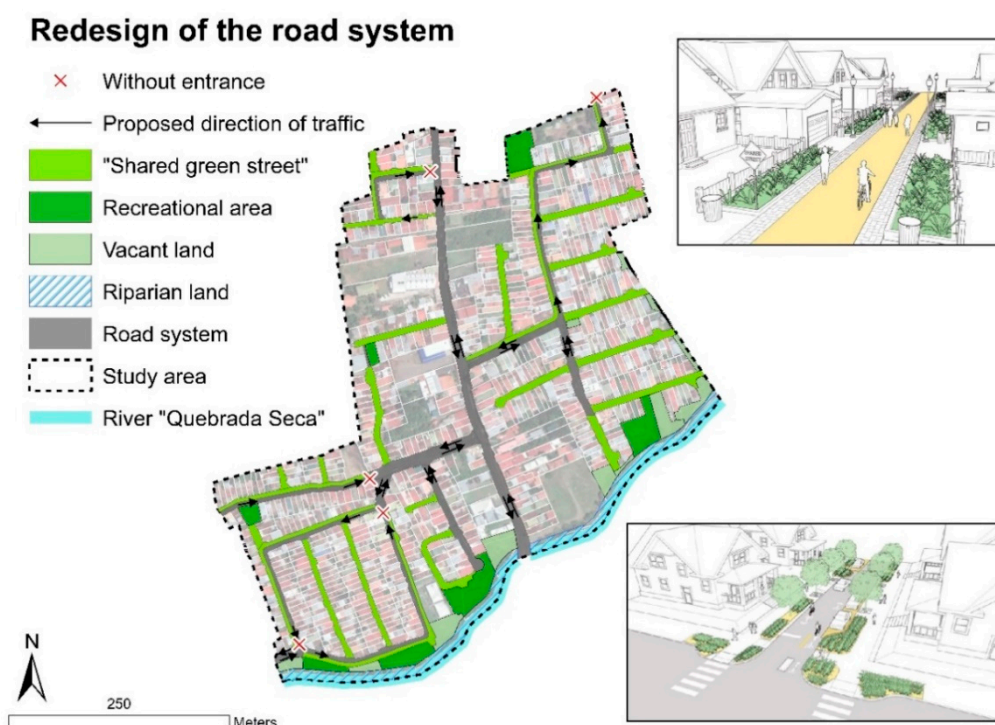 Redesign of the road system
Without entrance
Proposed direction of traffic
"Shared green street"
Recreational area
Vacant land
Riparian land
Road system
Study area
River "Quebrada Seca"
N
250
Meters